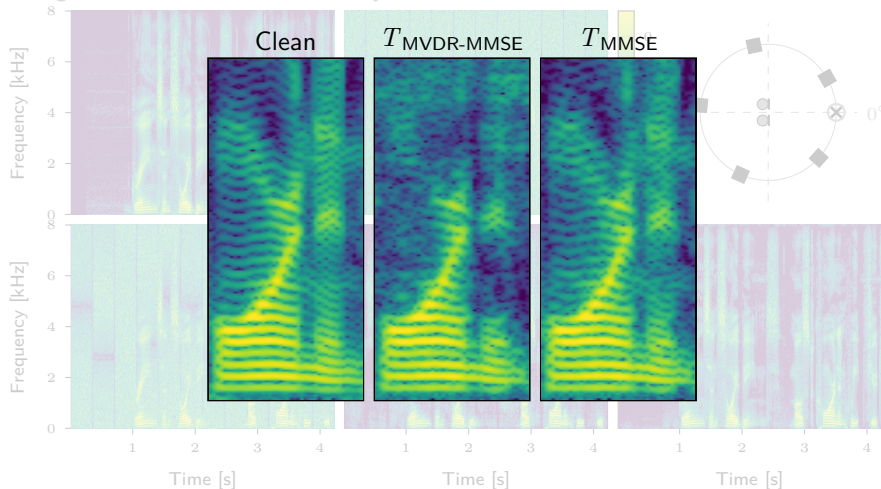 Clean
T_MVDR-MMSE
T_MMSE
Frequency [kHz]
8
6
4
2
0
0°
Frequency [kHz]
8
6
4
2
0
1 2 3 4
1 2 3 4
1 2 3 4
Time [s]
Time [s]
Time [s]